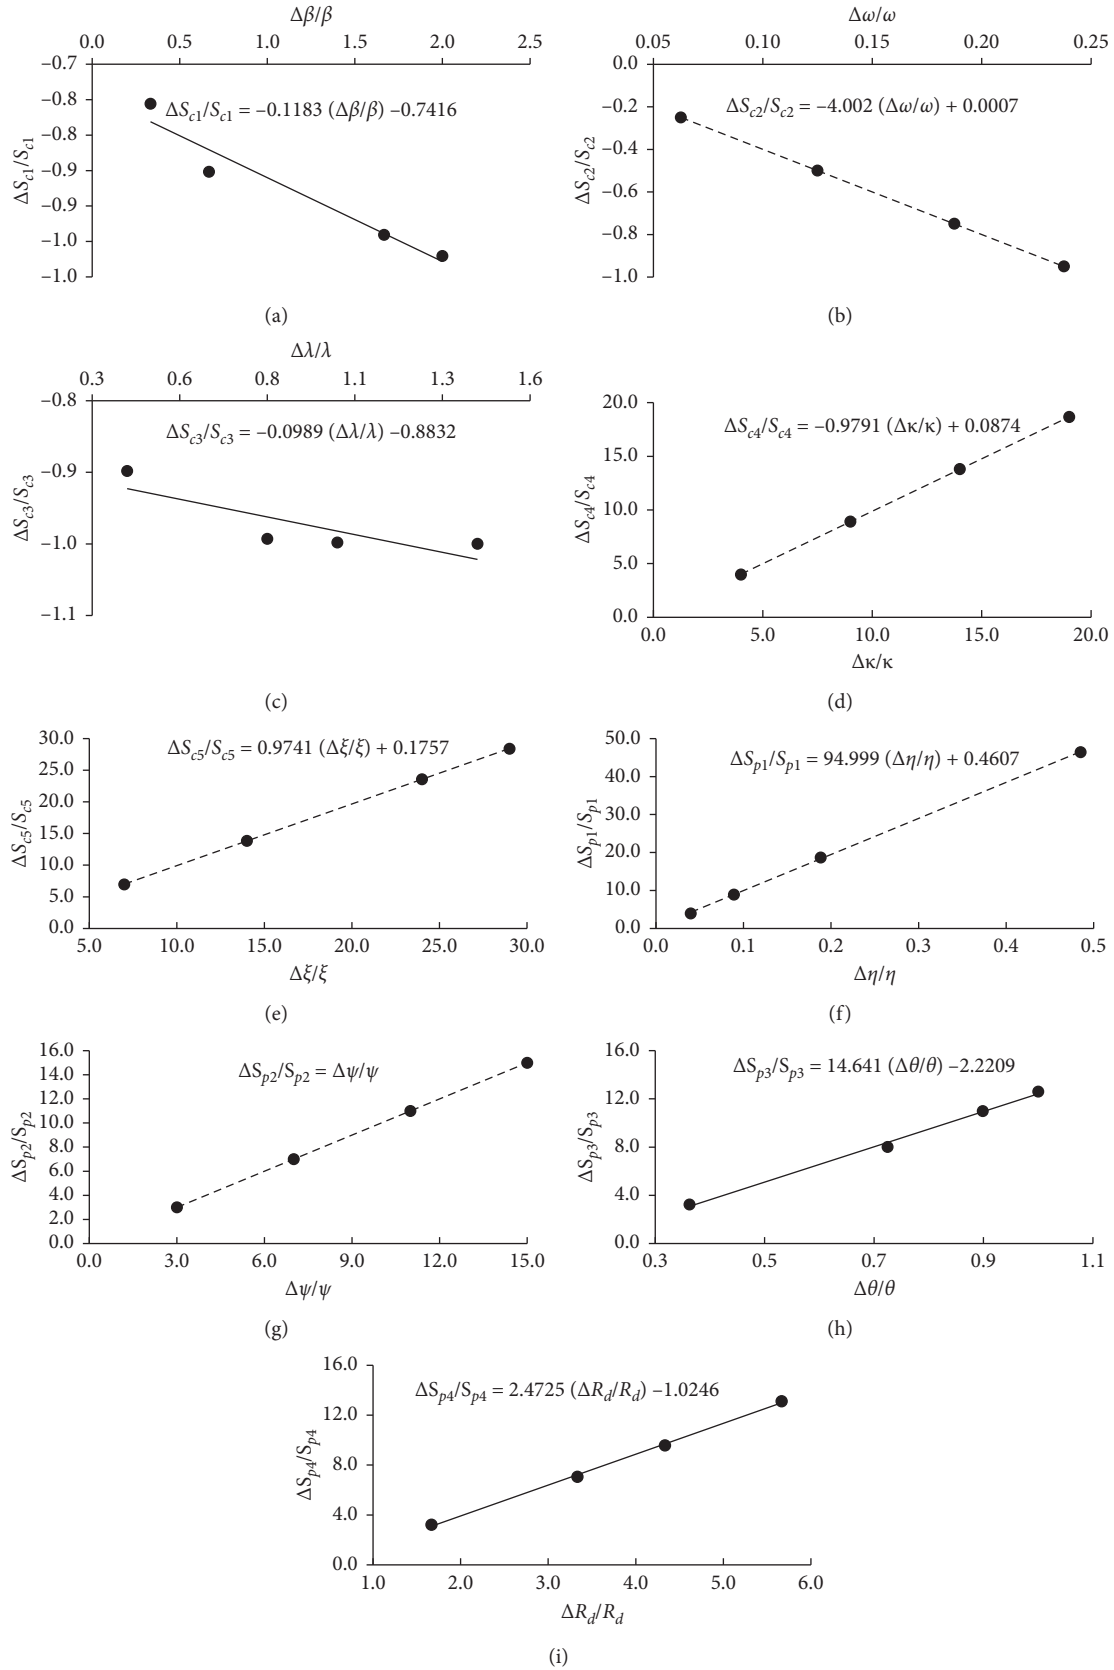 Δβ/β
0.0 0.5 1.0 1.5 2.0 2.5
–0.7
–0.8
–0.8
–0.9
–0.9
–1.0
–1.0
ΔS_c1/S_c1
ΔS_c1/S_c1 = –0.1183 (Δβ/β) –0.7416
(a)
Δω/ω
0.05 0.10 0.15 0.20 0.25
0.0
–0.2
–0.4
–0.6
–0.8
–1.0
ΔS_c2/S_c2
ΔS_c2/S_c2 = –4.002 (Δω/ω) + 0.0007
(b)
Δλ/λ
0.3 0.6 0.8 1.1 1.3 1.6
–0.8
–0.9
–1.0
–1.1
ΔS_c3/S_c3
ΔS_c3/S_c3 = –0.0989 (Δλ/λ) –0.8832
(c)
20.0
15.0
10.0
5.0
0.0
ΔS_c4/S_c4
ΔS_c4/S_c4 = –0.9791 (Δκ/κ) + 0.0874
0.0 5.0 10.0 15.0 20.0
Δκ/κ
(d)
30.0
25.0
20.0
15.0
10.0
5.0
0.0
ΔS_c5/S_c5
ΔS_c5/S_c5 = 0.9741 (Δξ/ξ) + 0.1757
5.0 10.0 15.0 20.0 25.0 30.0
Δξ/ξ
(e)
50.0
40.0
30.0
20.0
10.0
0.0
ΔS_p1/S_p1
ΔS_p1/S_p1 = 94.999 (Δη/η) + 0.4607
0.0 0.1 0.2 0.3 0.4 0.5
Δη/η
(f)
16.0
14.0
12.0
10.0
8.0
6.0
4.0
2.0
0.0
ΔS_p2/S_p2
ΔS_p2/S_p2 = Δψ/ψ
0.0 3.0 6.0 9.0 12.0 15.0
Δψ/ψ
(g)
16.0
12.0
8.0
4.0
0.0
ΔS_p3/S_p3
ΔS_p3/S_p3 = 14.641 (Δθ/θ) –2.2209
0.3 0.5 0.7 0.9 1.1
Δθ/θ
(h)
16.0
12.0
8.0
4.0
0.0
ΔS_p4/S_p4
ΔS_p4/S_p4 = 2.4725 (ΔR_d/R_d) –1.0246
1.0 2.0 3.0 4.0 5.0 6.0
ΔR_d/R_d
(i)